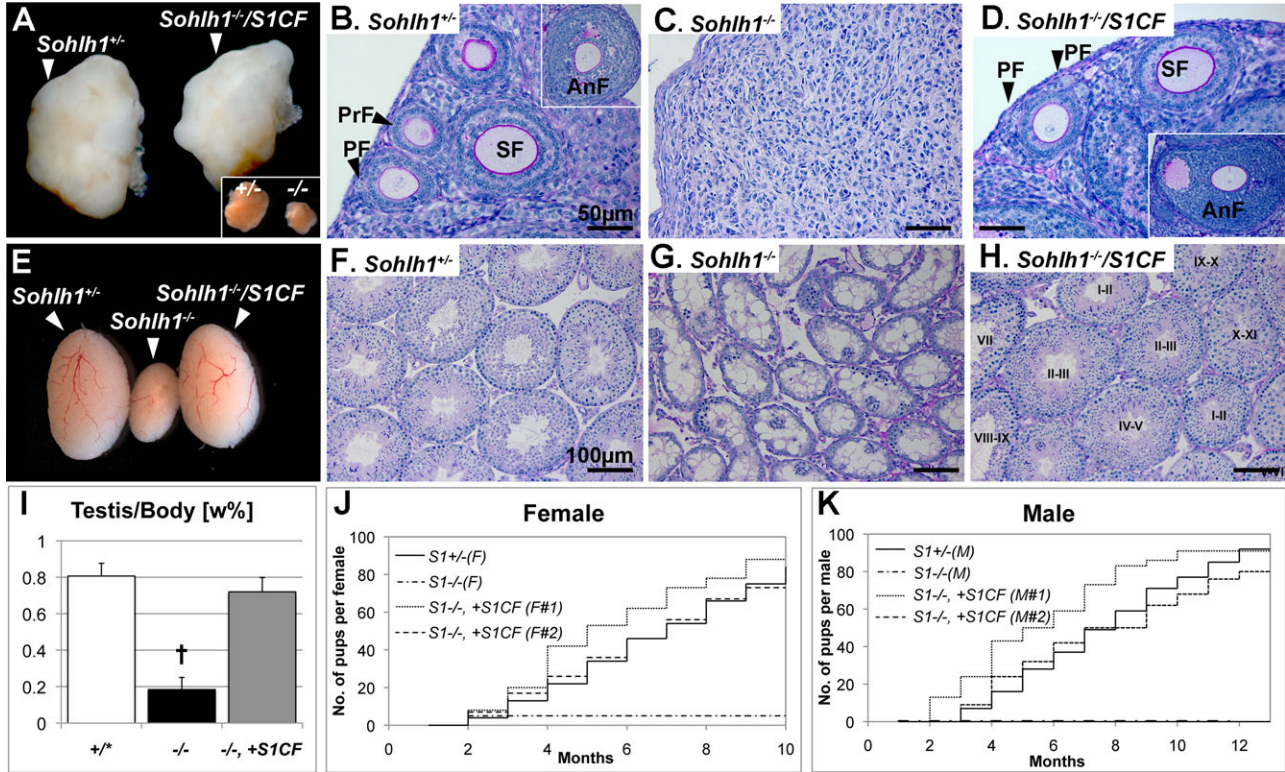 A
Sohlh1+/-
Sohlh1-/-/S1CF
+/-
-/-
B. Sohlh1+/-
AnF
PrF
PF
SF
50µm
C. Sohlh1-/-
D. Sohlh1-/-/S1CF
PF
PF
SF
AnF
E
Sohlh1+/-
Sohlh1-/-
Sohlh1-/-/S1CF
F. Sohlh1+/-
100µm
G. Sohlh1-/-
H. Sohlh1-/-/S1CF
IX-X
I-II
VII
II-III
X-XI
II-III
VIII-IX
IV-V
I-II
I
Testis/Body [w%]
1
0.8
0.6
0.4
0.2
0
†
+/*
-/-
-/-, +S1CF
J
Female
No. of pups per female
100
80
60
40
20
0
S1+/-(F)
S1-/-(F)
S1-/-, +S1CF (F#1)
S1-/-, +S1CF (F#2)
0 2 4 6 8 10
Months
K
Male
No. of pups per male
100
80
60
40
20
0
S1+/-(M)
S1-/-(M)
S1-/-, +S1CF (M#1)
S1-/-, +S1CF (M#2)
0 2 4 6 8 10 12
Months